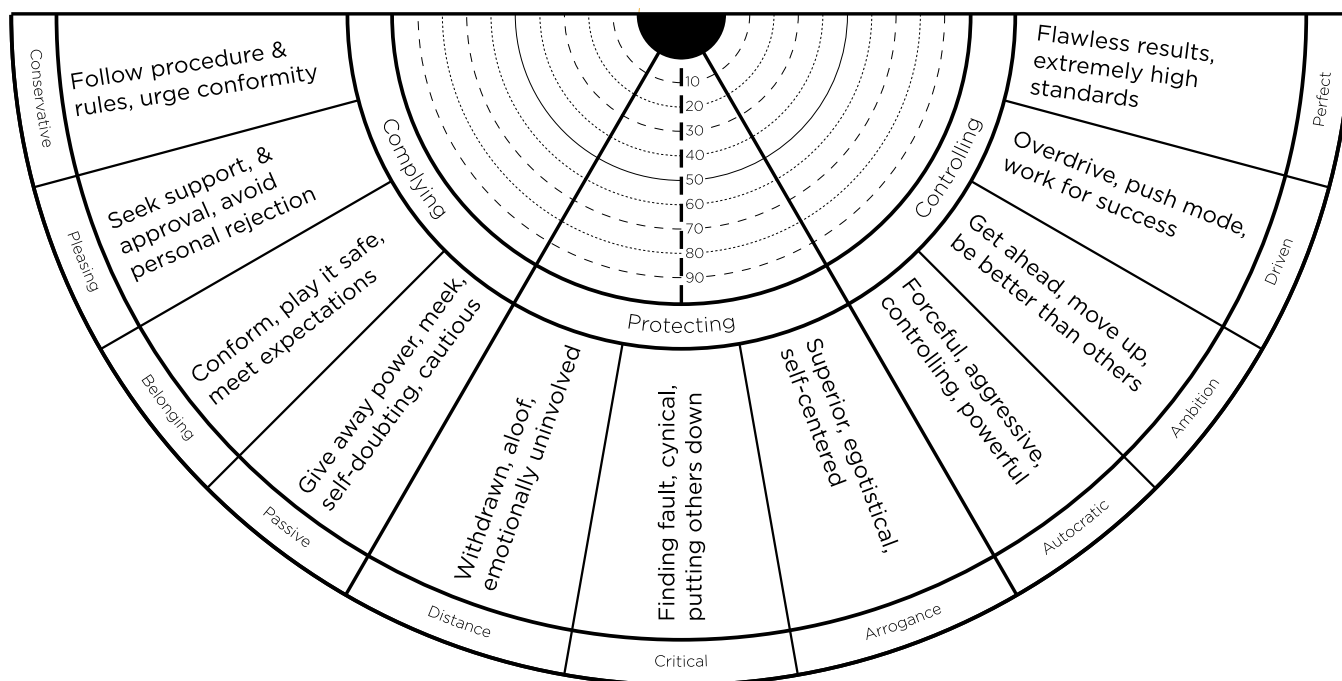 Conservative
Follow procedure &
rules, urge conformity
Pleasing
Seek support, &
approval, avoid
personal rejection
Belonging
Conform, play it safe,
meet expectations
Passive
Give away power, meek,
self-doubting, cautious
Complying
Distance
Withdrawn, aloof,
emotionally uninvolved
Critical
Finding fault, cynical,
putting others down
Arrogance
Superior, egotistical,
self-centered
Protecting
10
20
30
40
50
60
70
80
90
Controlling
Autocratic
Forceful, aggressive,
controlling, powerful
Ambition
Get ahead, move up,
be better than others
Driven
Overdrive, push mode,
work for success
Perfect
Flawless results,
extremely high
standards